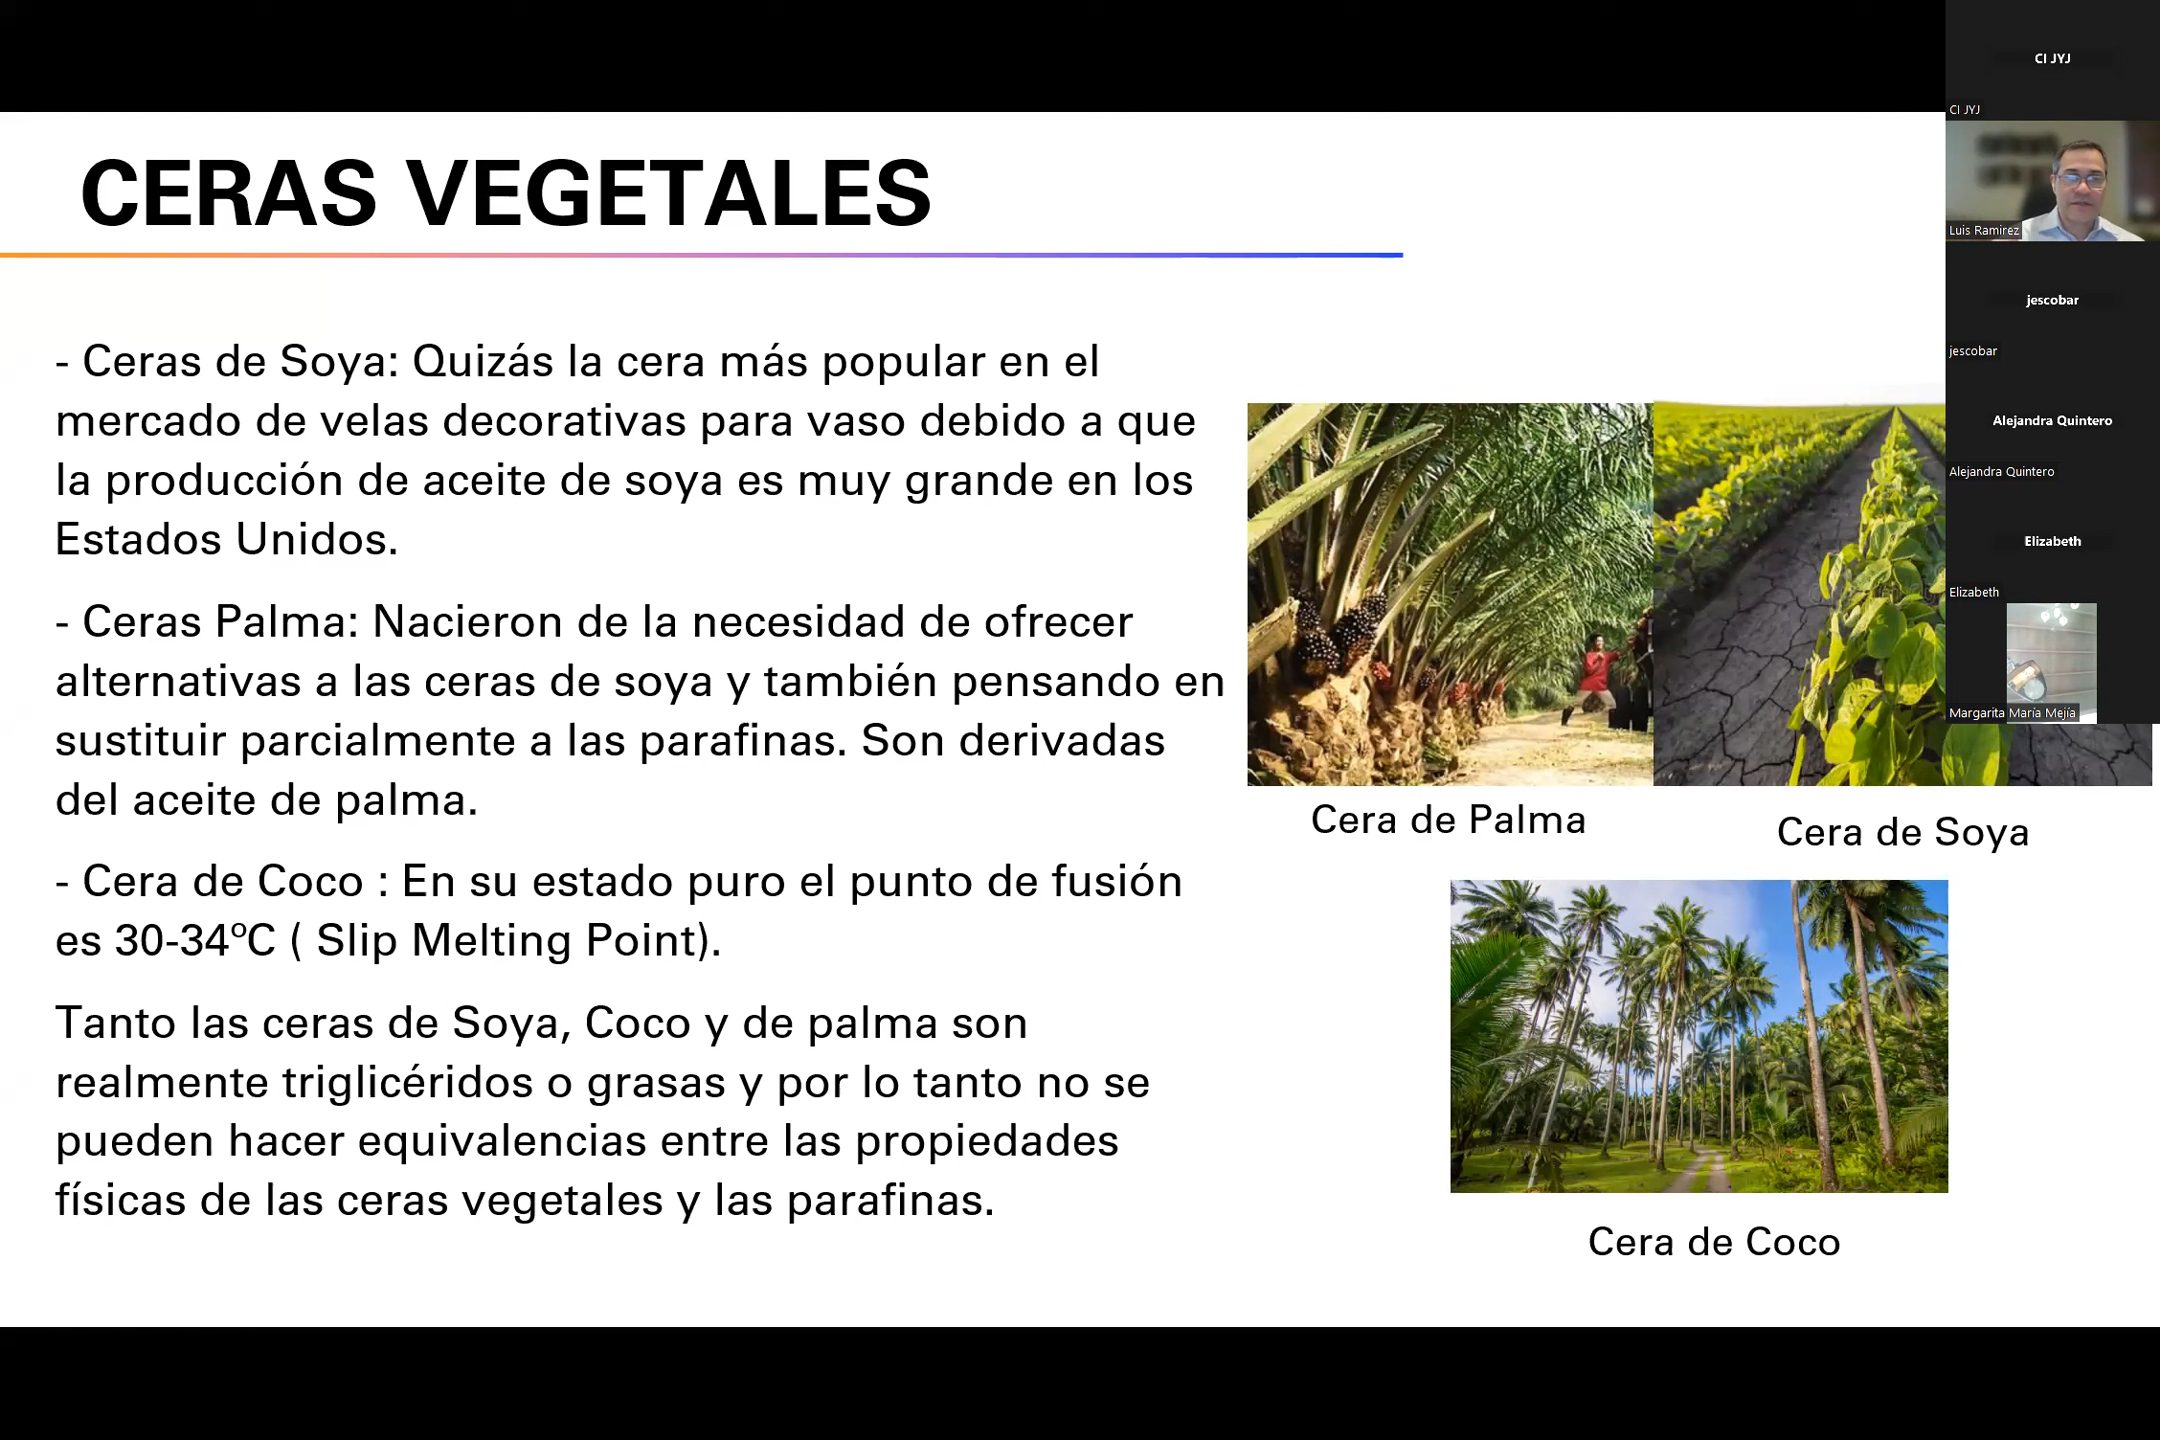 CERAS VEGETALES
- Ceras de Soya: Quizás la cera más popular en el
mercado de velas decorativas para vaso debido a que
la producción de aceite de soya es muy grande en los
Estados Unidos.
- Ceras Palma: Nacieron de la necesidad de ofrecer
alternativas a las ceras de soya y también pensando en
sustituir parcialmente a las parafinas. Son derivadas
del aceite de palma.
- Cera de Coco : En su estado puro el punto de fusión
es 30-34ºC ( Slip Melting Point).
Tanto las ceras de Soya, Coco y de palma son
realmente triglicéridos o grasas y por lo tanto no se
pueden hacer equivalencias entre las propiedades
físicas de las ceras vegetales y las parafinas.
Cera de Palma
Cera de Soya
Cera de Coco
CI JYJ
CI JYJ
Luis Ramirez
jescobar
jescobar
Alejandra Quintero
Alejandra Quintero
Elizabeth
Elizabeth
Margarita María Mejía